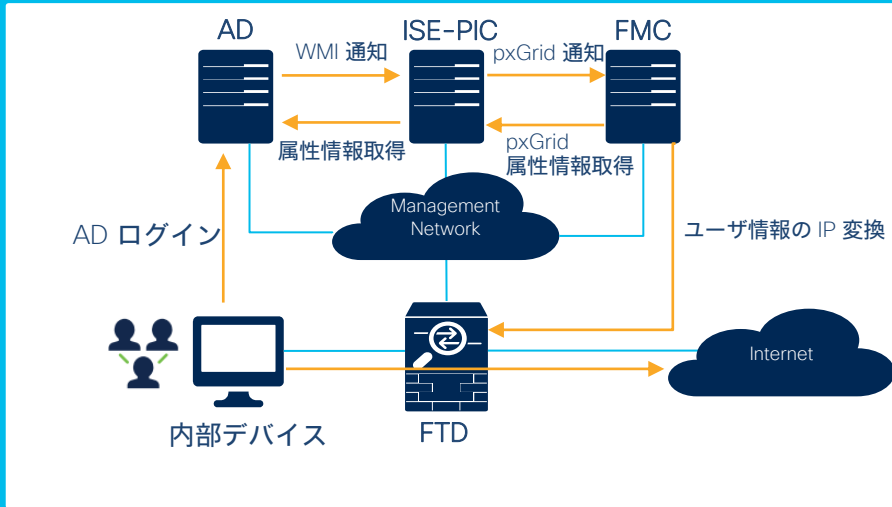 AD
ISE-PIC
FMC
WMI 通知
pxGrid 通知
属性情報取得
pxGrid
属性情報取得
Management
Network
AD ログイン
ユーザ情報の IP 変換
Internet
内部デバイス
FTD